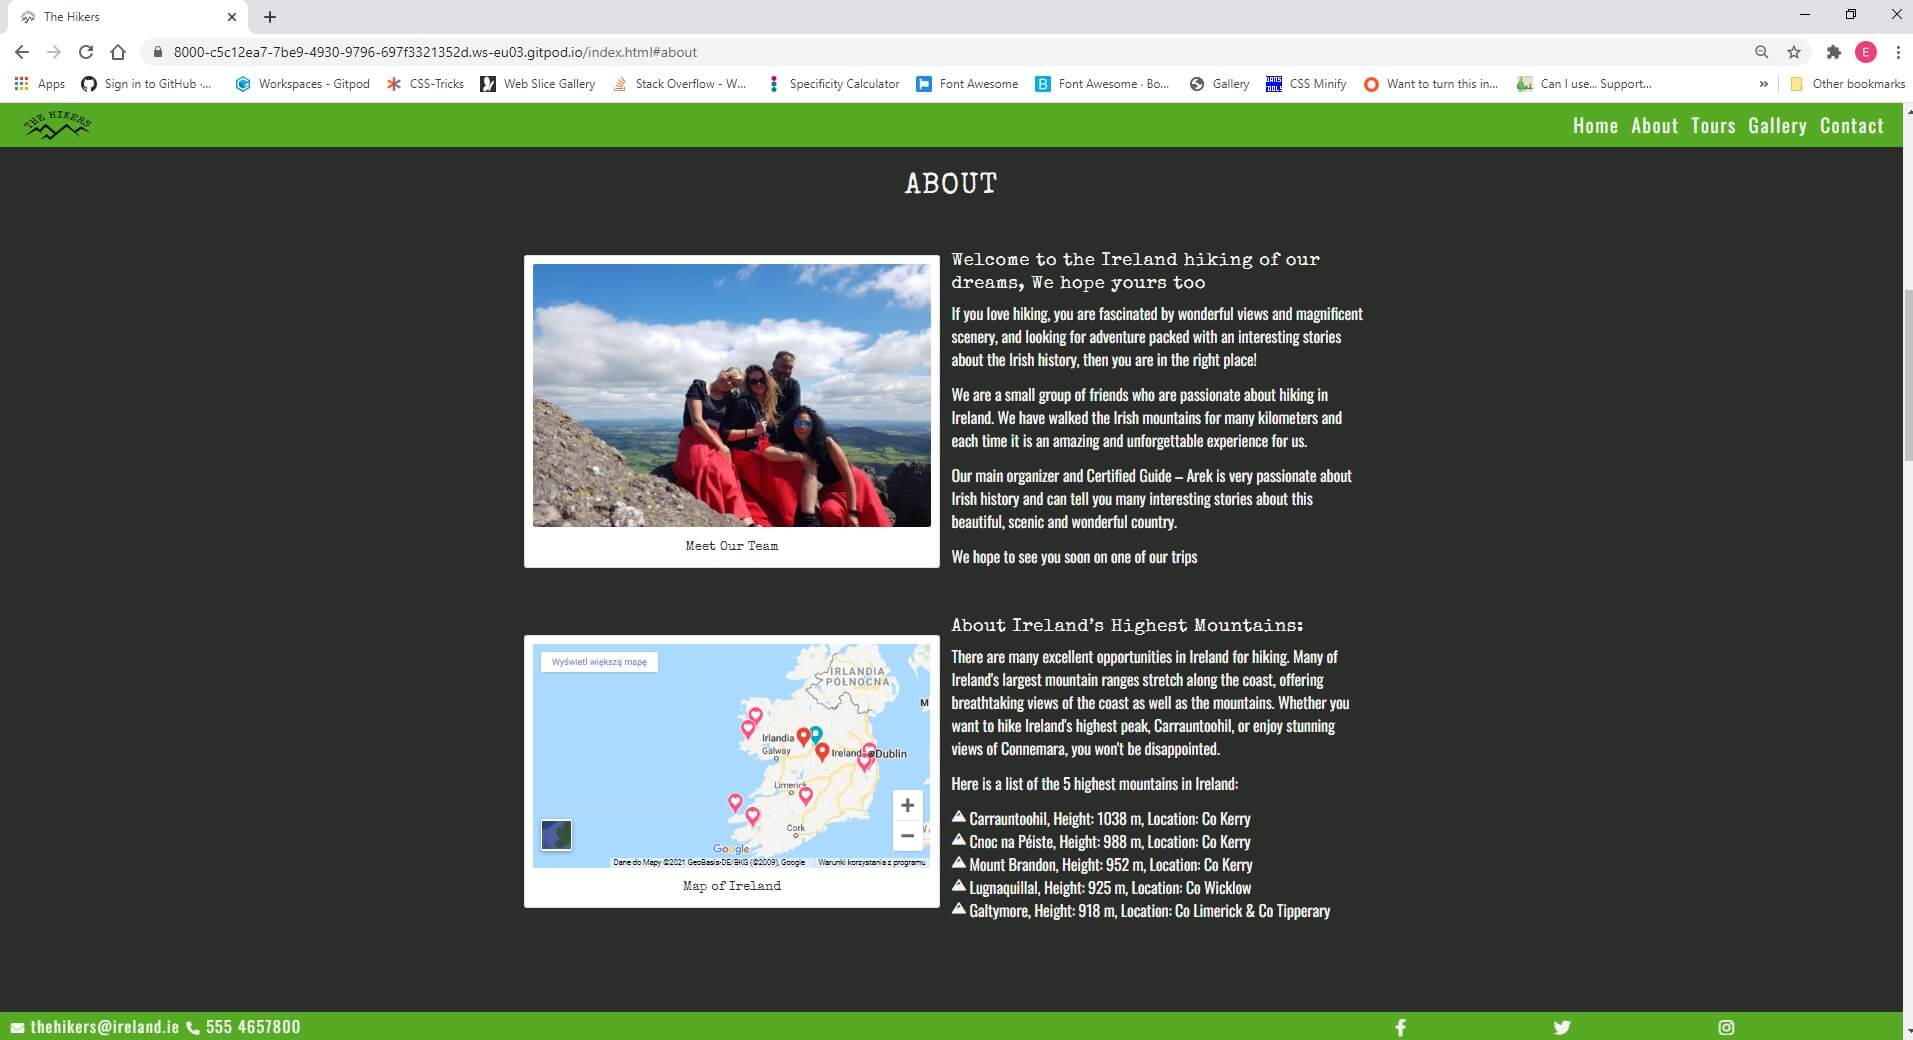 The Hikers
8000-c5c12ea7-7be9-4930-9796-697f3321352d.ws-eu03.gitpod.io/index.html#about
E
Apps
Sign in to GitHub ·...
Workspaces - Gitpod
CSS-Tricks
Web Slice Gallery
Stack Overflow - W...
Specificity Calculator
Font Awesome
Font Awesome · Bo...
Gallery
CSS Minify
Want to turn this in...
Can I use... Support...
»
Other bookmarks
THE HIKERS
Home About Tours Gallery Contact
ABOUT
Meet Our Team
Welcome to the Ireland hiking of our
dreams, We hope yours too
If you love hiking, you are fascinated by wonderful views and magnificent
scenery, and looking for adventure packed with an interesting stories
about the Irish history, then you are in the right place!
We are a small group of friends who are passionate about hiking in
Ireland. We have walked the Irish mountains for many kilometers and
each time it is an amazing and unforgettable experience for us.
Our main organizer and Certified Guide – Arek is very passionate about
Irish history and can tell you many interesting stories about this
beautiful, scenic and wonderful country.
We hope to see you soon on one of our trips
Wyświetl większą mapę
IRLANDIA
PÓŁNOCNA
M
Irlandia
Galway
Ireland
Dublin
Limerick
Cork
Google
Dane do Mapy ©2021 GeoBasis-DE/BKG (©2009), Google
Warunki korzystania z programu
Map of Ireland
About Ireland's Highest Mountains:
There are many excellent opportunities in Ireland for hiking. Many of
Ireland's largest mountain ranges stretch along the coast, offering
breathtaking views of the coast as well as the mountains. Whether you
want to hike Ireland's highest peak, Carrauntoohil, or enjoy stunning
views of Connemara, you won't be disappointed.
Here is a list of the 5 highest mountains in Ireland:
Carrauntoohil, Height: 1038 m, Location: Co Kerry
Cnoc na Péiste, Height: 988 m, Location: Co Kerry
Mount Brandon, Height: 952 m, Location: Co Kerry
Lugnaquillal, Height: 925 m, Location: Co Wicklow
Galtymore, Height: 918 m, Location: Co Limerick & Co Tipperary
thehikers@ireland.ie 555 4657800